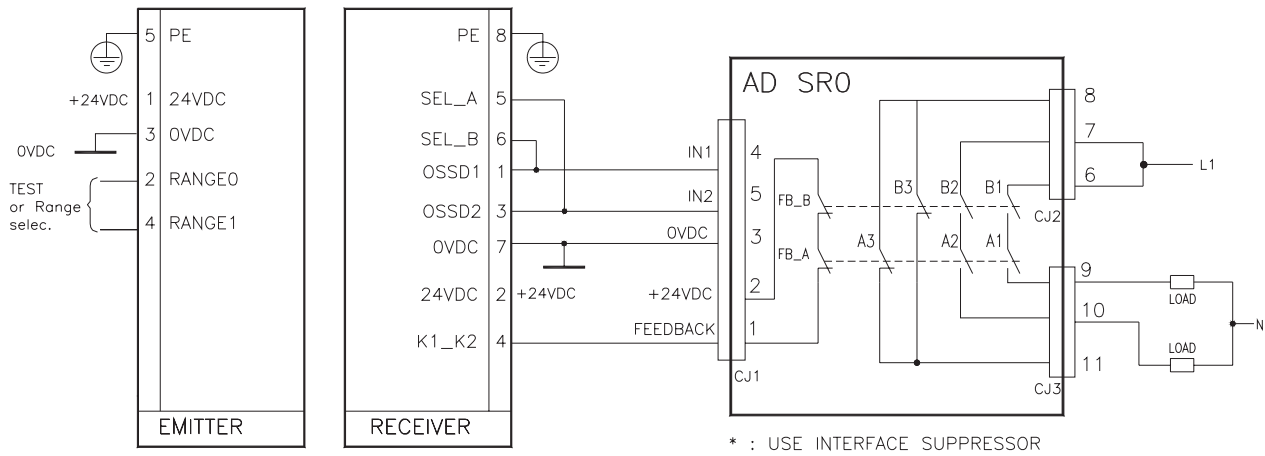 5 PE
+24VDC 1 24VDC
3 0VDC
0VDC
TEST
or Range
selec.
2 RANGE0
4 RANGE1
EMITTER
PE 8
SEL_A 5
SEL_B 6
OSSD1 1
OSSD2 3
0VDC 7
24VDC 2 +24VDC
K1_K2 4
RECEIVER
AD SR0
IN1 4
IN2 5
0VDC 3
+24VDC 2
FEEDBACK 1
CJ1
FB_B
FB_A
B3 B2 B1
A3 A2 A1
8
7
6
CJ2
L1
9
10
11
CJ3
LOAD
LOAD
N
* : USE INTERFACE SUPPRESSOR